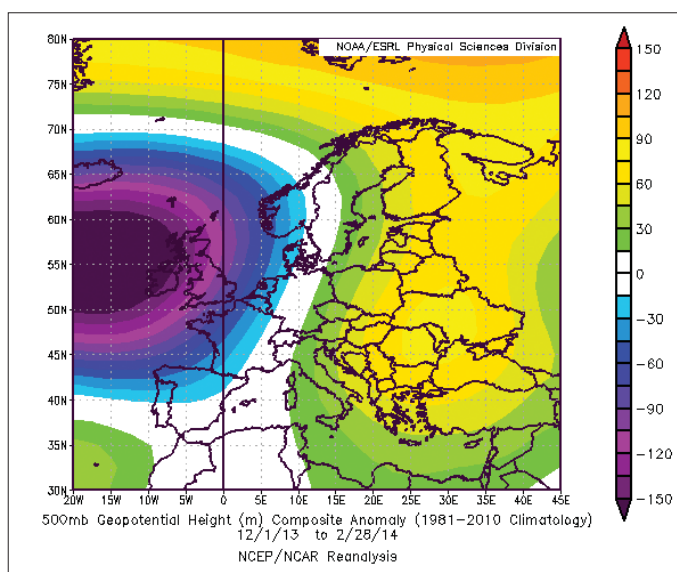 NOAA/ESRL Physical Sciences Division
80N
75N
70N
65N
60N
55N
50N
45N
40N
35N
30N
20W 15W 10W 5W 0 5E 10E 15E 20E 25E 30E 35E 40E 45E
150
120
90
60
30
0
-30
-60
-90
-120
-150
500mb Geopotential Height (m) Composite Anomaly (1981-2010 Climatology)
12/1/13 to 2/28/14
NCEP/NCAR Reanalysis